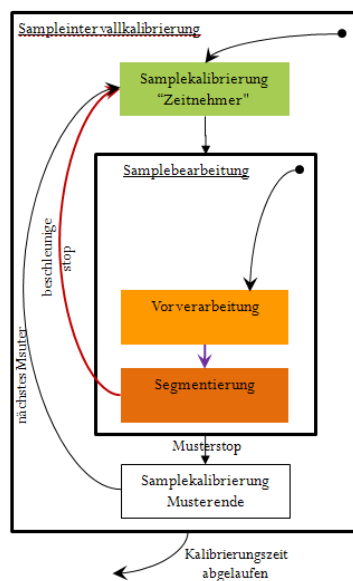 Sampleintervallkalibrierung
Samplekalibrierung
“Zeitnehmer"
Samplebearbeitung
beschleunige
stop
Vorverarbeitung
Segmentierung
nächstes Msuter
Musterstop
Samplekalibrierung
Musterende
Kalibrierungszeit
abgelaufen